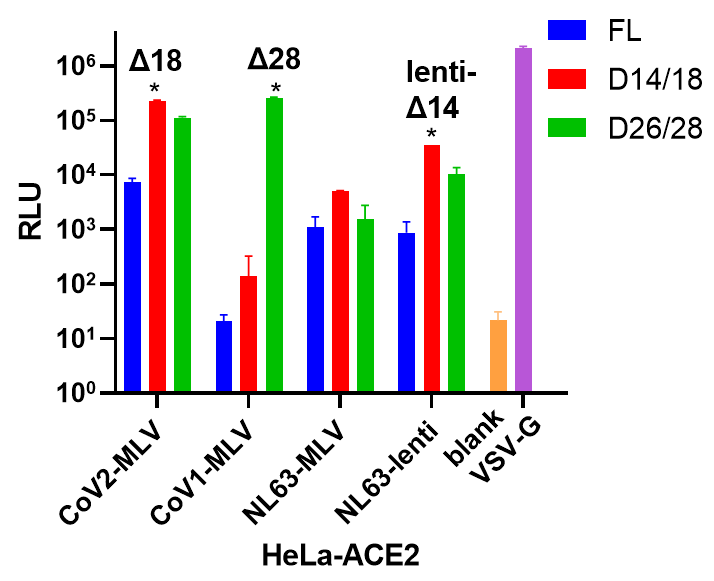 FL
D14/18
D26/28
Δ18
Δ28
lenti-
Δ14
*
*
*
RLU
10⁶
10⁵
10⁴
10³
10²
10¹
10⁰
CoV2-MLV
CoV1-MLV
NL63-MLV
NL63-lenti
blank
VSV-G
HeLa-ACE2